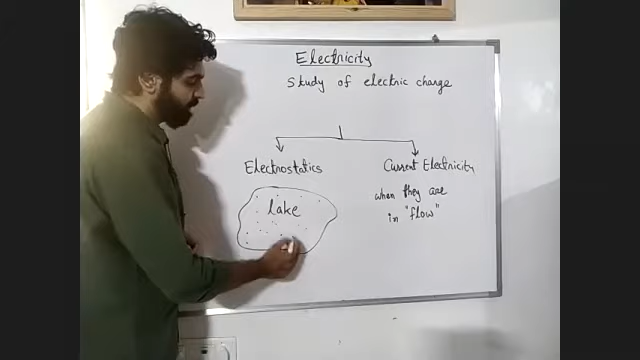 Electricity
Study of electric charge
Electrostatics
Current Electricity
lake
when they are
in "flow"